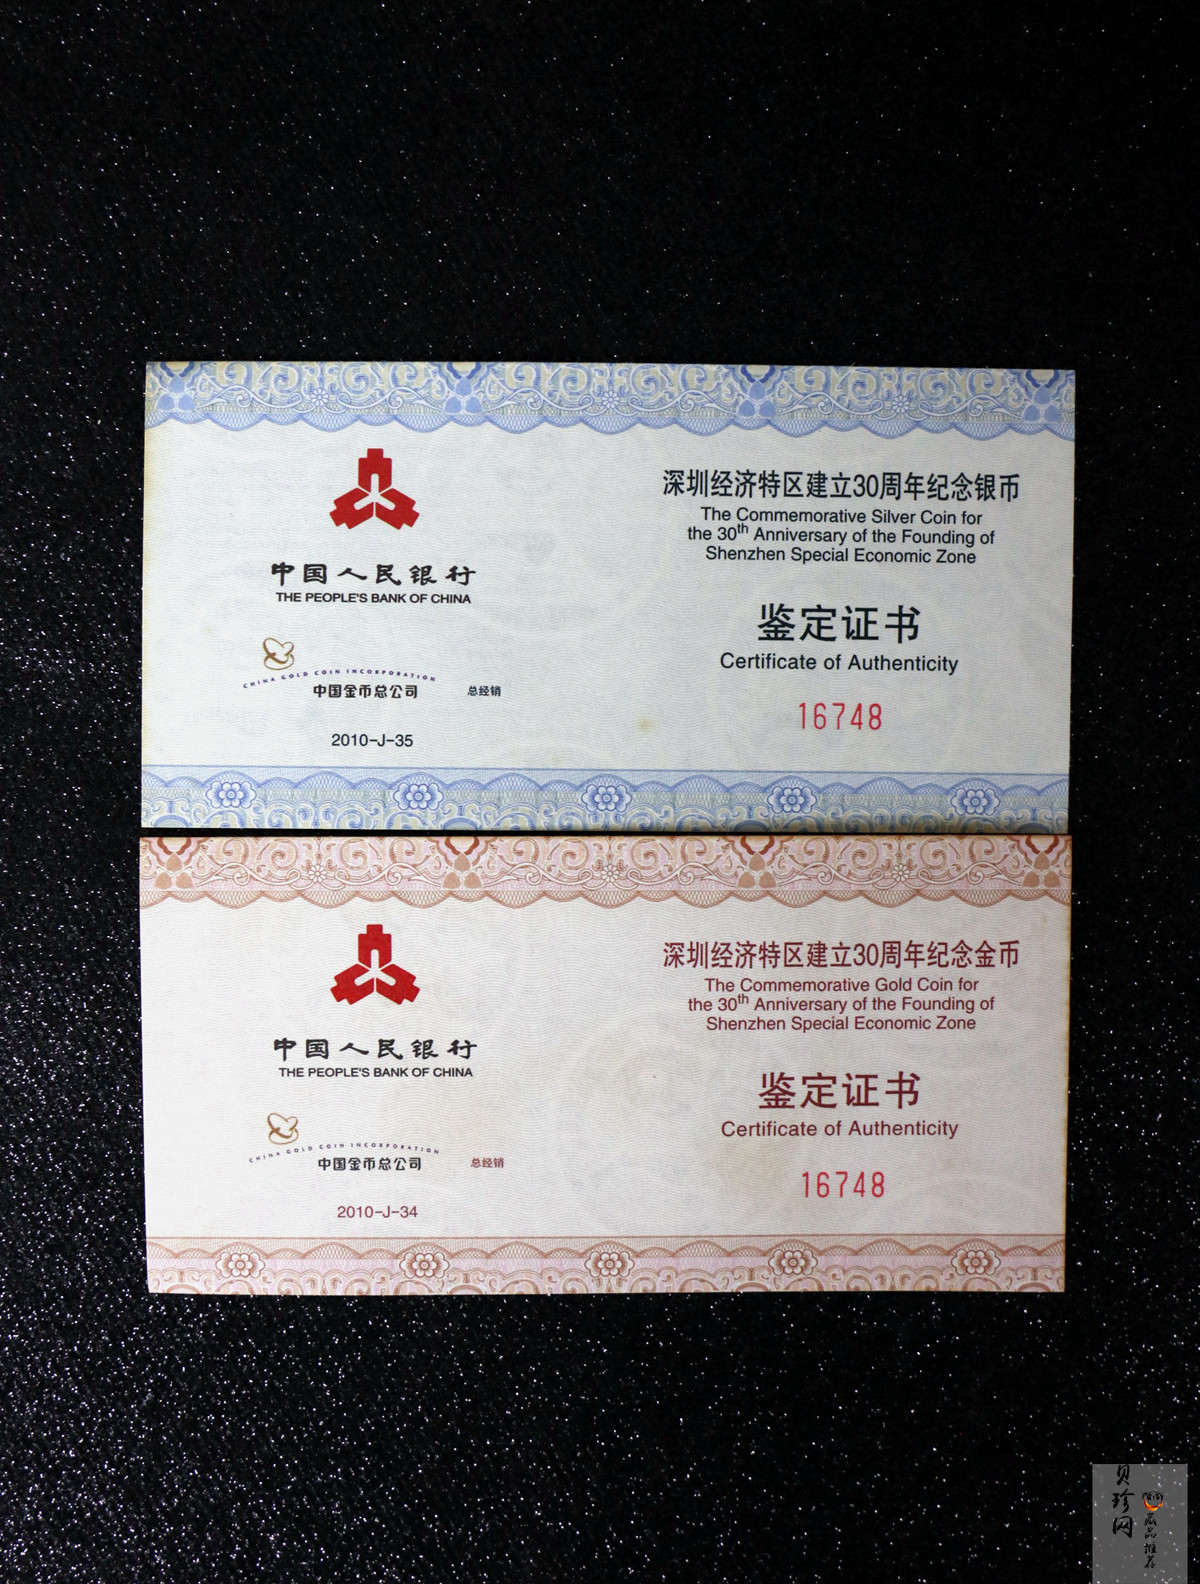 中国人民银行
THE PEOPLE'S BANK OF CHINA
CHINA GOLD COIN INCORPORATION
中国金币总公司 总经销
2010-J-35
深圳经济特区建立30周年纪念银币
The Commemorative Silver Coin for
the 30th Anniversary of the Founding of
Shenzhen Special Economic Zone
鉴定证书
Certificate of Authenticity
16748
中国人民银行
THE PEOPLE'S BANK OF CHINA
CHINA GOLD COIN INCORPORATION
中国金币总公司 总经销
2010-J-34
深圳经济特区建立30周年纪念金币
The Commemorative Gold Coin for
the 30th Anniversary of the Founding of
Shenzhen Special Economic Zone
鉴定证书
Certificate of Authenticity
16748
贝珍网
藏品推荐